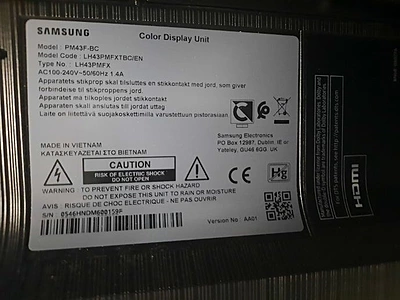 SAMSUNG
Color Display Unit
Model : PM43F-BC
Model Code : LH43PMFXTBC/EN
Type No : LH43PMFX
AC100-240V~50/60Hz 1.4A
Apparatets stikprop skal tilsluttes en stikkontakt med jord, som giver
forbindelse til stikproppens jord.
Apparatet må tilkoples jordet stikkontakt
Apparaten skall anslutas till jordat uttag
Laite on liitettävä suojakoskettimilla varustettuun pistorasiaan
Samsung Electronics
PO Box 12987, Dublin. IE or
Yateley, GU46 6GG. UK
MADE IN VIETNAM
ΚΑΤΑΣΚΕΥΑΖΕΤΑΙ ΣΤΟ ΒΙΕΤΝΑΜ
CAUTION
RISK OF ELECTRIC SHOCK
DO NOT OPEN
CE
Hg
WARNING : TO PREVENT FIRE OR SHOCK HAZARD
DO NOT EXPOSE THIS UNIT TO RAIN OR MOISTURE
AVIS : RISQUE DE CHOC ELECTRIQUE-NE PAS OUVRIR
S/N : 0546HNDM600159F
Version No : AA01
HDMI